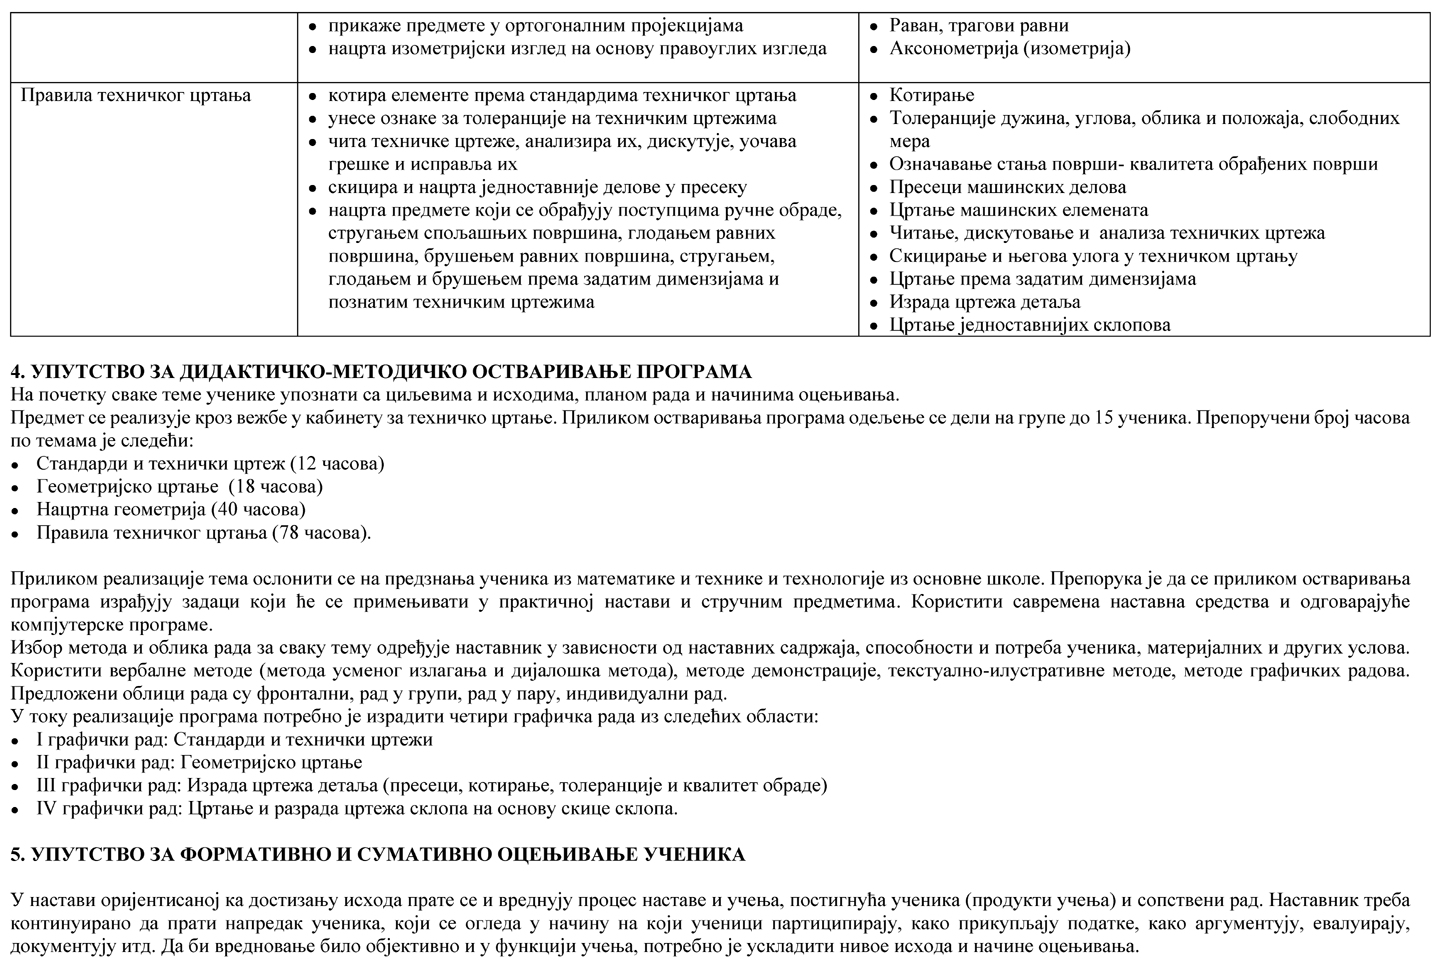 прикаже предмете у ортогоналним пројекцијама
нацрта изометријски изглед на основу правоуглих изгледа
Раван, трагови равни
Аксонометрија (изометрија)
Правила техничког цртања
котира елементе према стандардима техничког цртања
унесе ознаке за толеранције на техничким цртежима
чита техничке цртеже, анализира их, дискутује, уочава
грешке и исправља их
скицира и нацрта једноставније делове у пресеку
нацрта предмете који се обрађују поступцима ручне обраде,
стругањем спољашњих површина, глодањем равних
површина, брушењем равних површина, стругањем,
глодањем и брушењем према задатим димензијама и
познатим техничким цртежима
Котирање
Толеранције дужина, углова, облика и положаја, слободних
мера
Означавање стања површи- квалитета обрађених површи
Пресеци машинских делова
Цртање машинских елемената
Читање, дискутовање и  анализа техничких цртежа
Скицирање и његова улога у техничком цртању
Цртање према задатим димензијама
Израда цртежа детаља
Цртање једноставнијих склопова
4. УПУТСТВО ЗА ДИДАКТИЧКО-МЕТОДИЧКО ОСТВАРИВАЊЕ ПРОГРАМА
На почетку сваке теме ученике упознати са циљевима и исходима, планом рада и начинима оцењивања.
Предмет се реализује кроз вежбе у кабинету за техничко цртање. Приликом остваривања програма одељење се дели на групе до 15 ученика. Препоручени број часова
по темама је следећи:
• Стандарди и технички цртеж (12 часова)
• Геометријско цртање  (18 часова)
• Нацртна геометрија (40 часова)
• Правила техничког цртања (78 часова).
Приликом реализације тема ослонити се на предзнања ученика из математике и технике и технологије из основне школе. Препорука је да се приликом остваривања
програма израђују задаци који ће се примењивати у практичној настави и стручним предметима. Користити савремена наставна средства и одговарајуће
компјутерске програме.
Избор метода и облика рада за сваку тему одређује наставник у зависности од наставних садржаја, способности и потреба ученика, материјалних и других услова.
Користити вербалне методе (метода усменог излагања и дијалошка метода), методе демонстрације, текстуално-илустративне методе, методе графичких радова.
Предложени облици рада су фронтални, рад у групи, рад у пару, индивидуални рад.
У току реализације програма потребно је израдити четири графичка рада из следећих области:
• I графички рад: Стандарди и технички цртежи
• II графички рад: Геометријско цртање
• III графички рад: Израда цртежа детаља (пресеци, котирање, толеранције и квалитет обраде)
• IV графички рад: Цртање и разрада цртежа склопа на основу скице склопа.
5. УПУТСТВО ЗА ФОРМАТИВНО И СУМАТИВНО ОЦЕЊИВАЊЕ УЧЕНИКА
У настави оријентисаној ка достизању исхода прате се и вреднују процес наставе и учења, постигнућа ученика (продукти учења) и сопствени рад. Наставник треба
континуирано да прати напредак ученика, који се огледа у начину на који ученици партиципирају, како прикупљају податке, како аргументују, евалуирају,
документују итд. Да би вредновање било објективно и у функцији учења, потребно је ускладити нивое исхода и начине оцењивања.